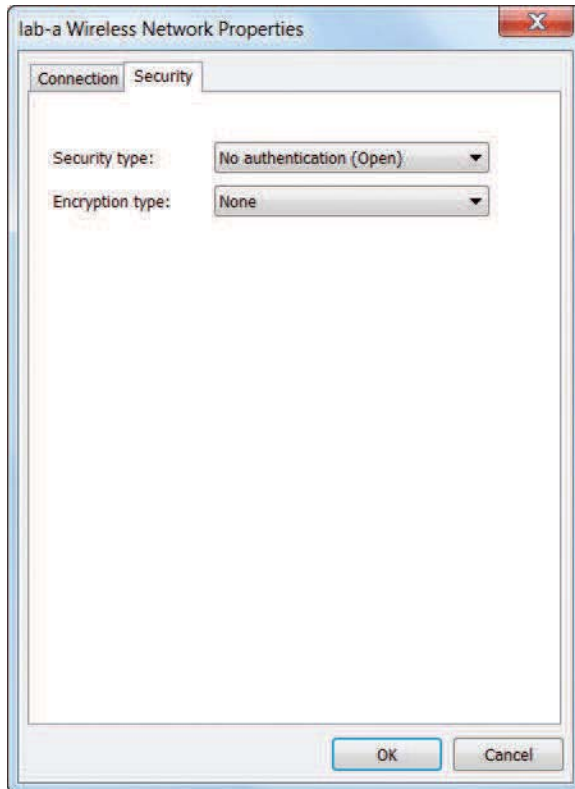 lab-a Wireless Network Properties
X
Connection Security
Security type: No authentication (Open)
Encryption type: None
OK Cancel